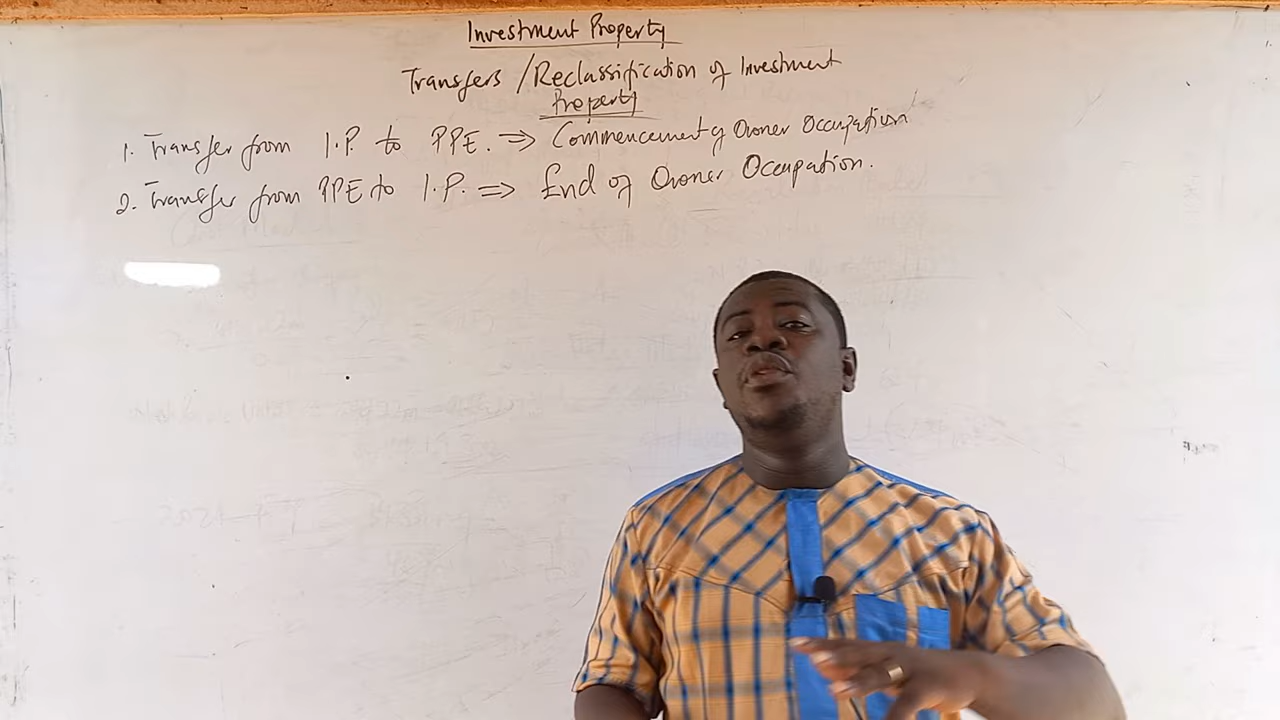 Investment Property
Transfers / Reclassification of Investment
Property
1. Transfer from I.P. to PPE. ⇒ Commencement of Owner Occupation
2. Transfer from PPE to I.P. ⇒ End of Owner Occupation.